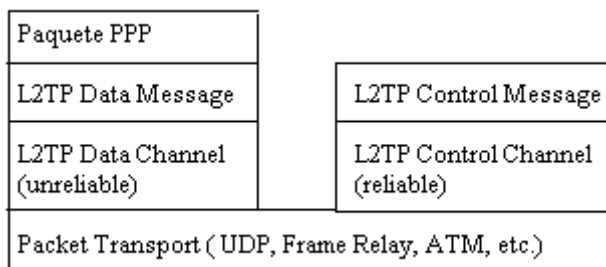 Paquete PPP
L2TP Data Message
L2TP Data Channel
(unreliable)
L2TP Control Message
L2TP Control Channel
(reliable)
Packet Transport ( UDP, Frame Relay, ATM, etc.)